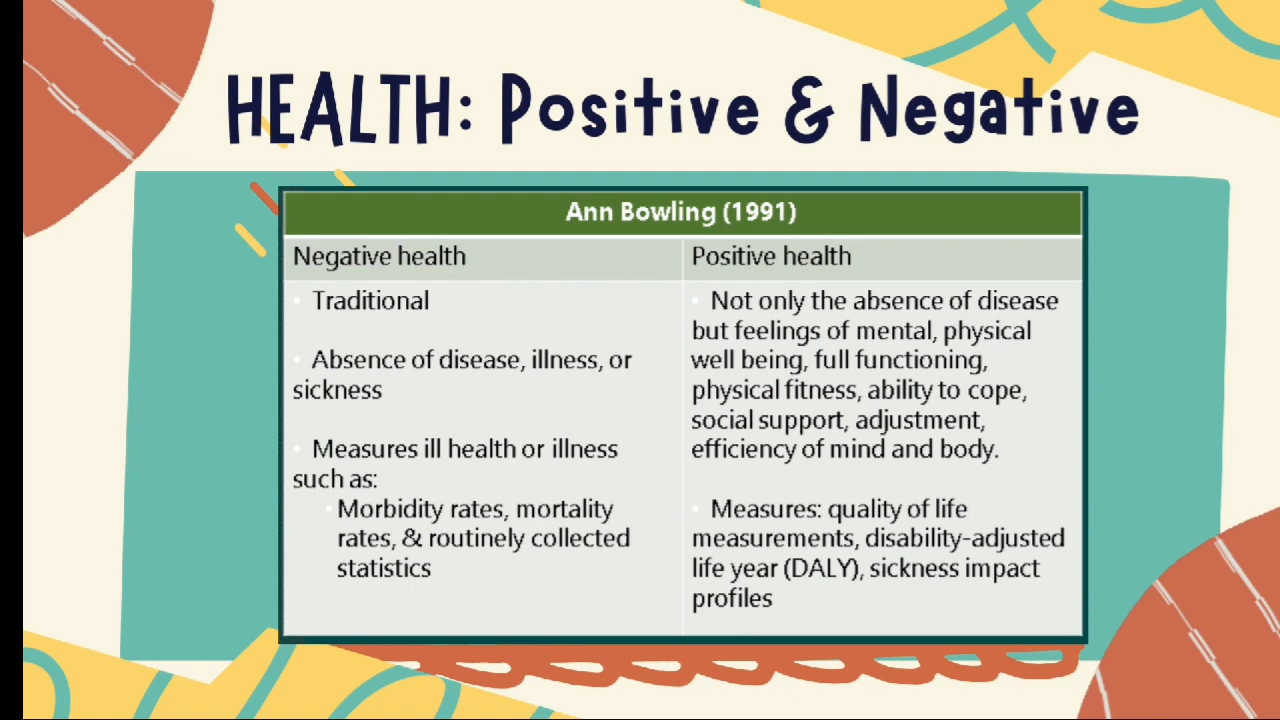 HEALTH: Positive & Negative
Ann Bowling (1991)
Negative health
• Traditional
• Absence of disease, illness, or
sickness
• Measures ill health or illness
such as:
• Morbidity rates, mortality
rates, & routinely collected
statistics
Positive health
• Not only the absence of disease
but feelings of mental, physical
well being, full functioning,
physical fitness, ability to cope,
social support, adjustment,
efficiency of mind and body.
• Measures: quality of life
measurements, disability-adjusted
life year (DALY), sickness impact
profiles